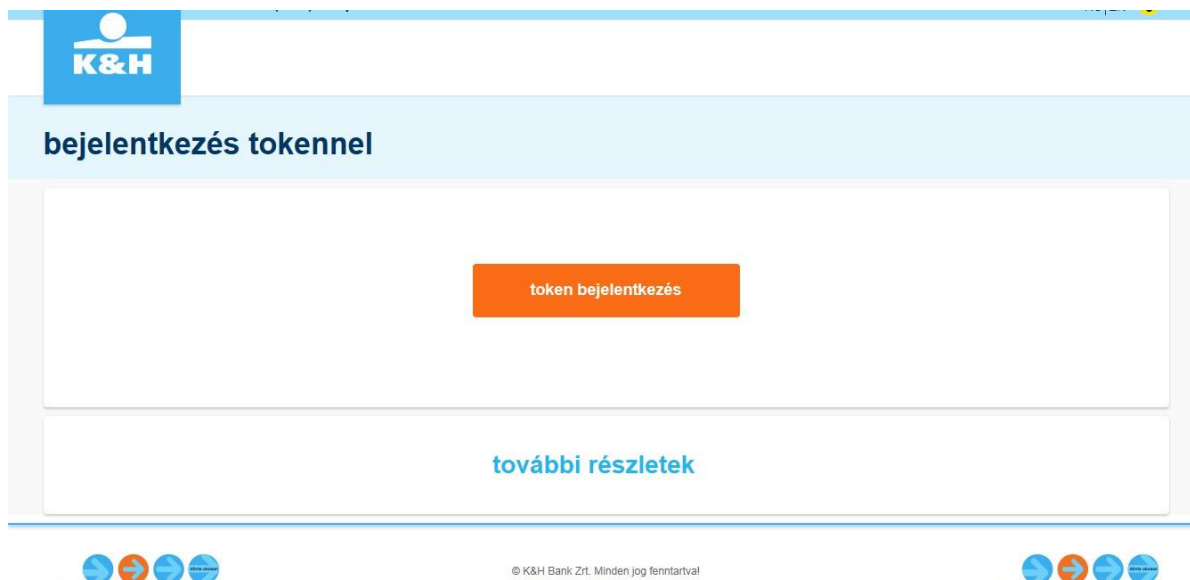 K&H
bejelentkezés tokennel
token bejelentkezés
további részletek
© K&H Bank Zrt. Minden jog fenntartva!